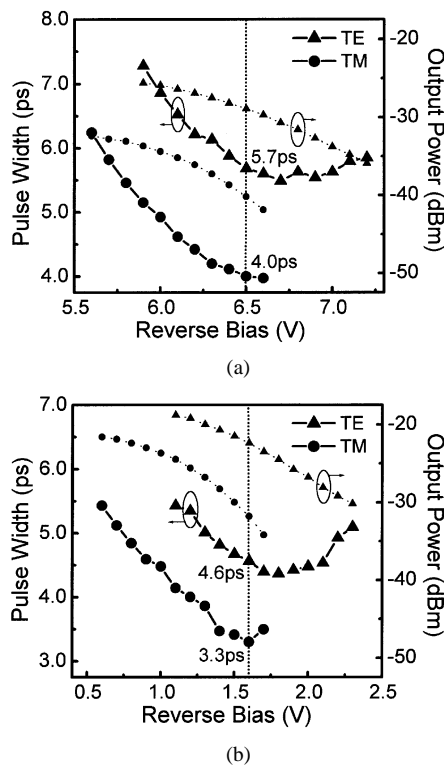 8.0
7.0
6.0
5.0
4.0
Pulse Width (ps)
TE
TM
5.7ps
4.0ps
-20
-30
-40
-50
Output Power (dBm)
5.5 6.0 6.5 7.0
Reverse Bias (V)
(a)
7.0
6.0
5.0
4.0
3.0
Pulse Width (ps)
TE
TM
4.6ps
3.3ps
-20
-30
-40
-50
Output Power (dBm)
0.5 1.0 1.5 2.0 2.5
Reverse Bias (V)
(b)